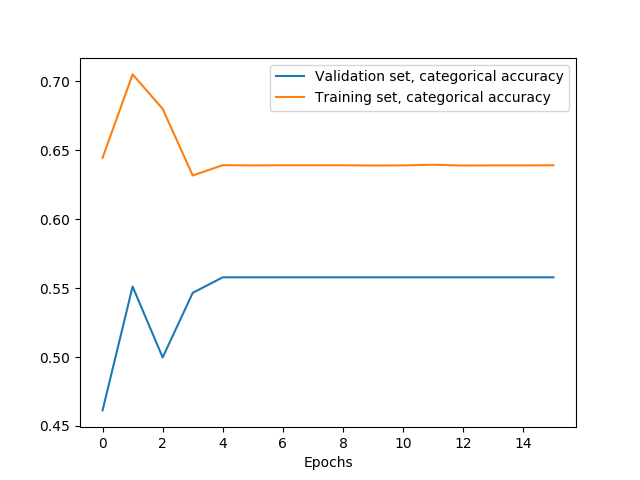 0.70
0.65
0.60
0.55
0.50
0.45
Validation set, categorical accuracy
Training set, categorical accuracy
0 2 4 6 8 10 12 14
Epochs